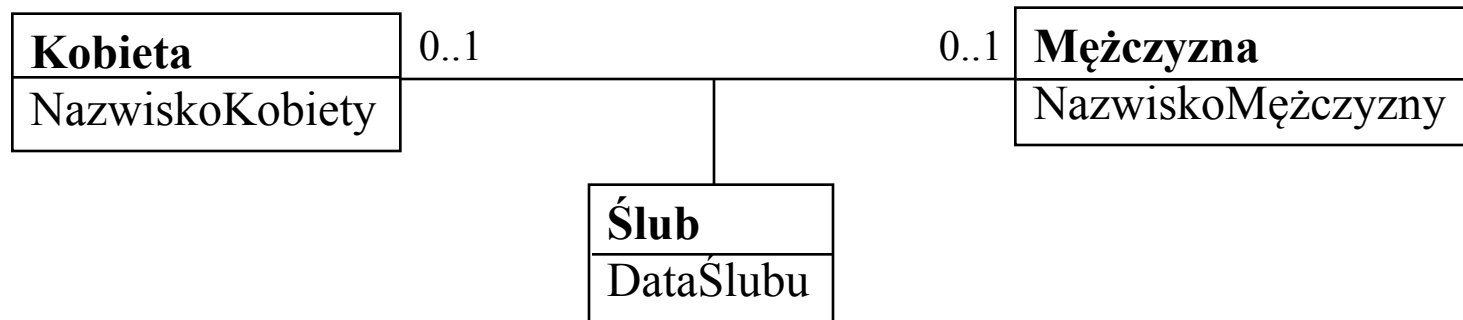 Kobieta
0..1
0..1
Mężczyzna
NazwiskoKobiety
NazwiskoMężczyzny
Ślub
DataŚlubu